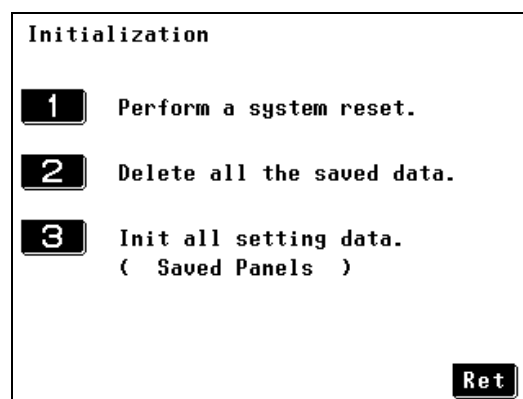 Initialization
1 Perform a system reset.
2 Delete all the saved data.
3 Init all setting data.
( Saved Panels )
Ret